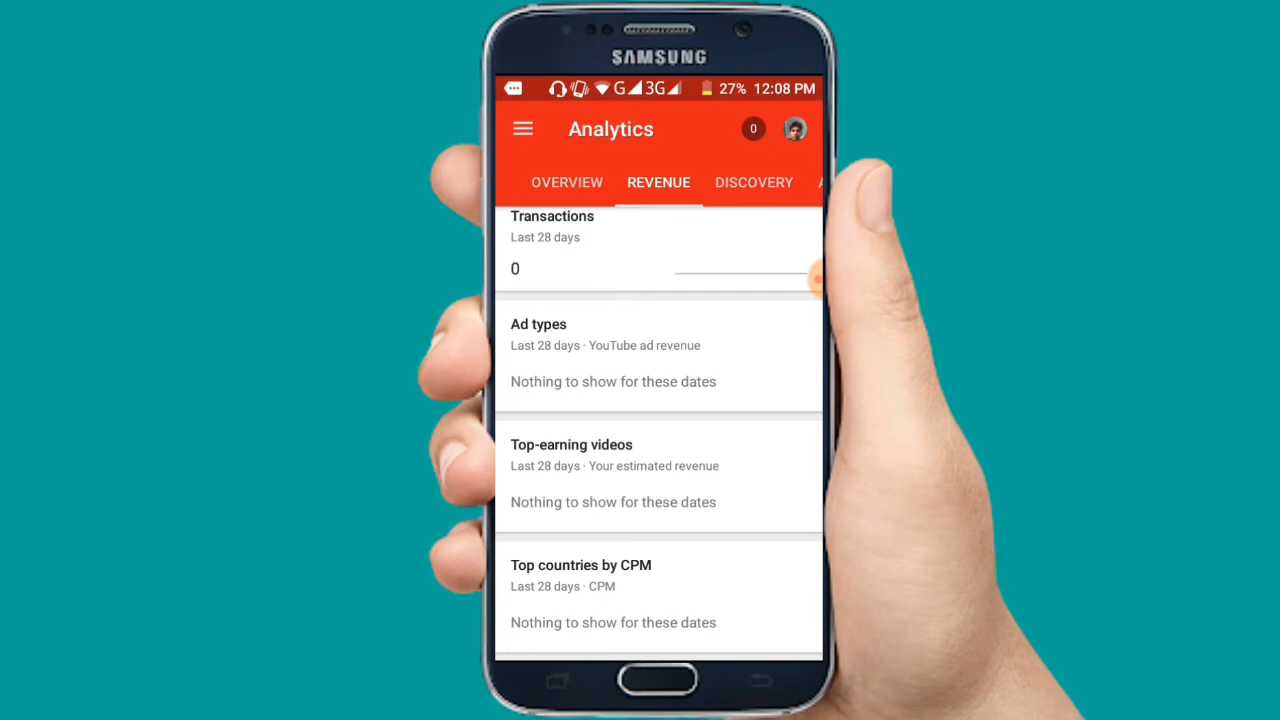 SAMSUNG
G 3G 27% 12:08 PM
Analytics
0
OVERVIEW REVENUE DISCOVERY
Transactions
Last 28 days
0
Ad types
Last 28 days · YouTube ad revenue
Nothing to show for these dates
Top-earning videos
Last 28 days · Your estimated revenue
Nothing to show for these dates
Top countries by CPM
Last 28 days · CPM
Nothing to show for these dates